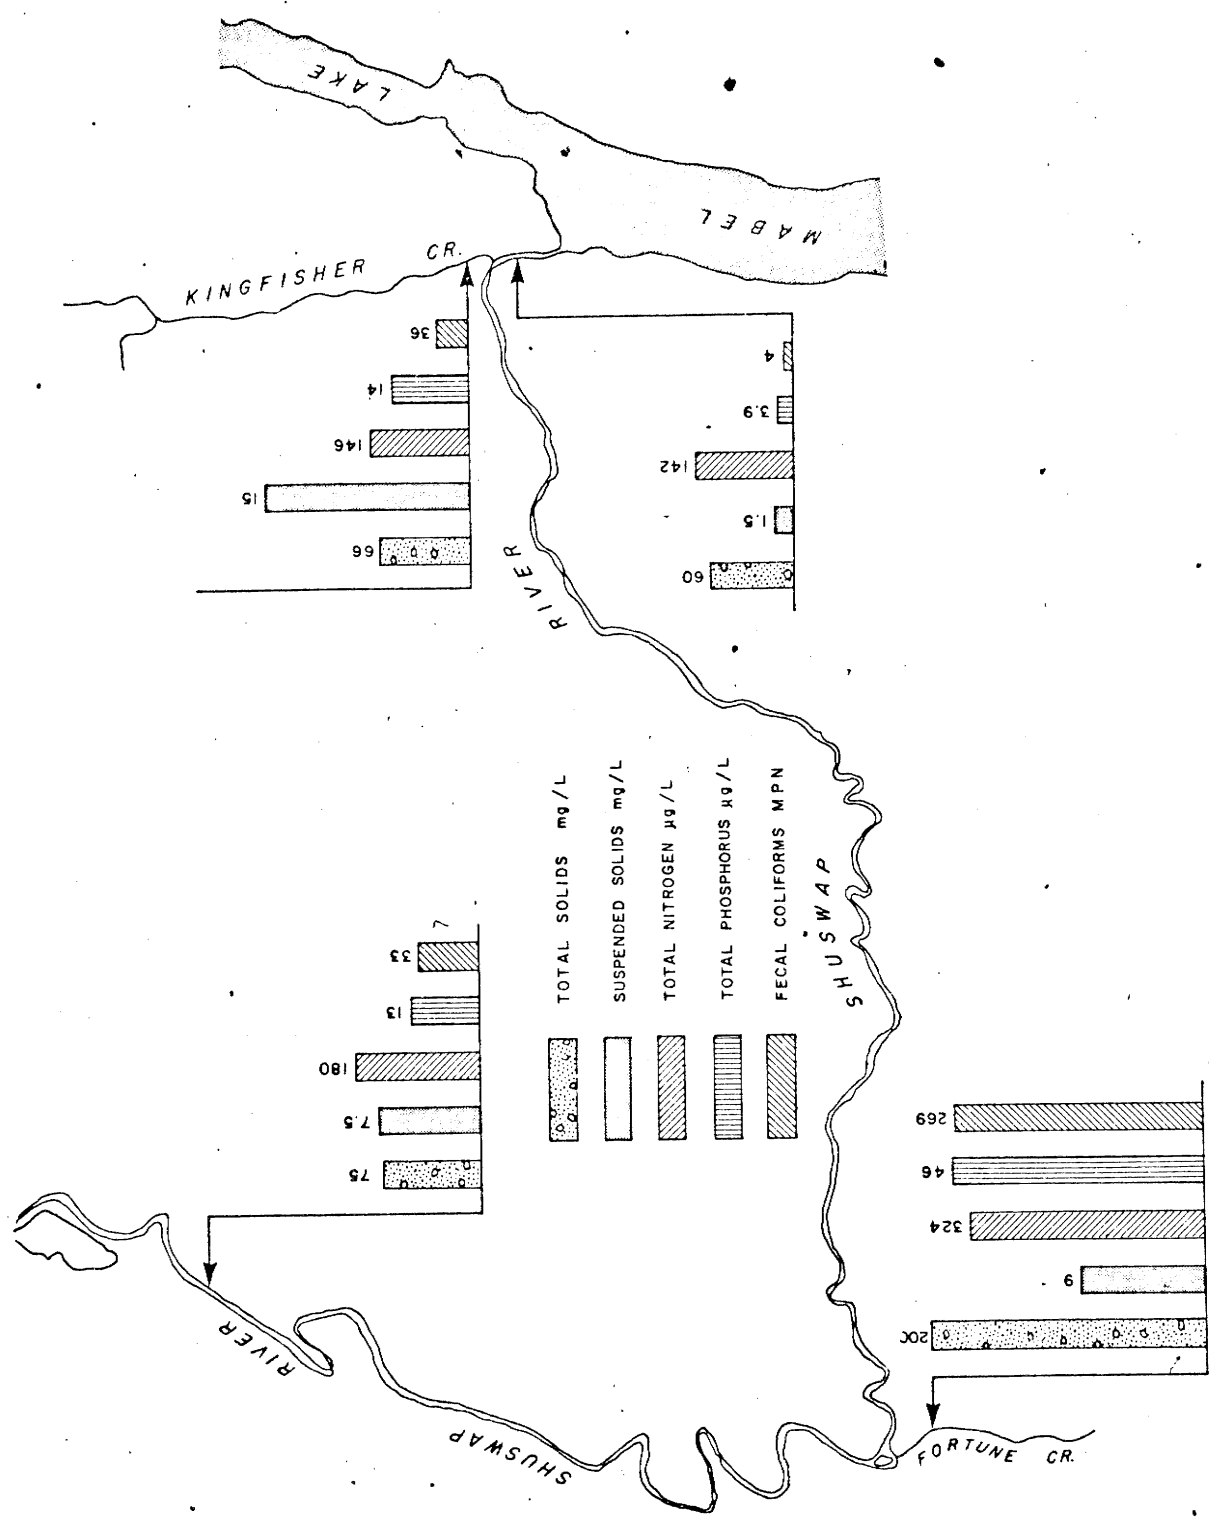 LAKE
MABEL
KINGFISHER CR.
36
14
146
15
66
4
3.9
142
1.5
60
RIVER
SHUSWAP
TOTAL SOLIDS mg/L
SUSPENDED SOLIDS mg/L
TOTAL NITROGEN µg/L
TOTAL PHOSPHORUS µg/L
FECAL COLIFORMS MPN
33
13
180
7.5
75
269
46
324
9
200
RIVER
SHUSWAP
FORTUNE CR.